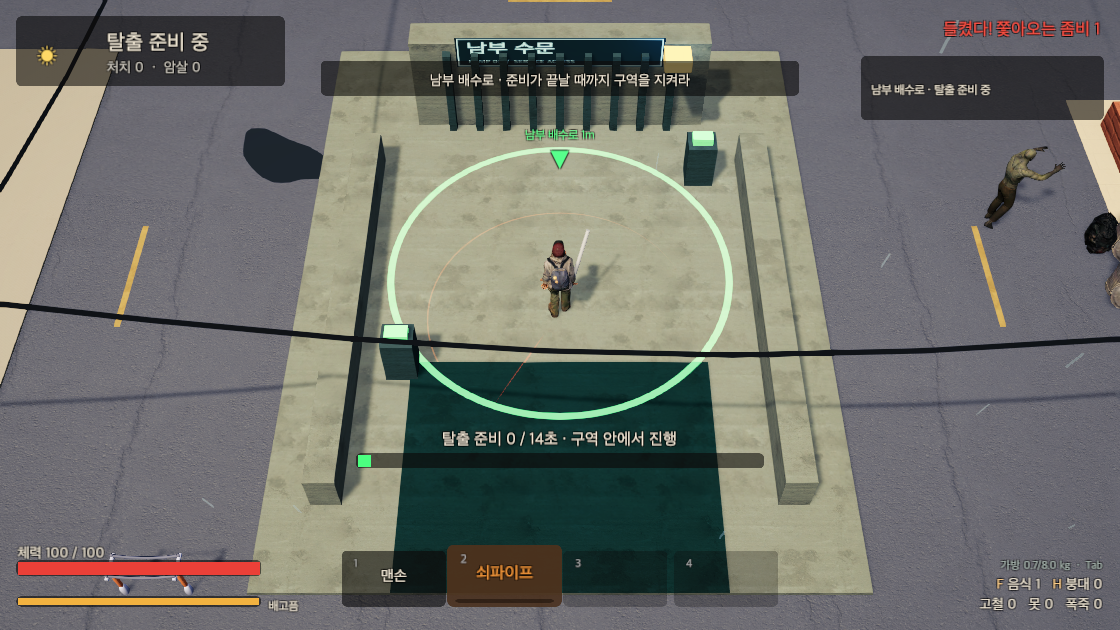 탈출 준비 중
처치 0 · 암살 0
들켰다! 쫓아오는 좀비 1
남부 수문
남부 배수로 · 준비가 끝날 때까지 구역을 지켜라
남부 배수로 · 탈출 준비 중
남부 배수로 1m
탈출 준비 0 / 14초 · 구역 안에서 진행
체력 100 / 100
배고픔
1 맨손
2 쇠파이프
3
4
가방 0.7/8.0 kg · Tab
F 음식 1 H 붕대 0
고철 0 못 0 폭죽 0